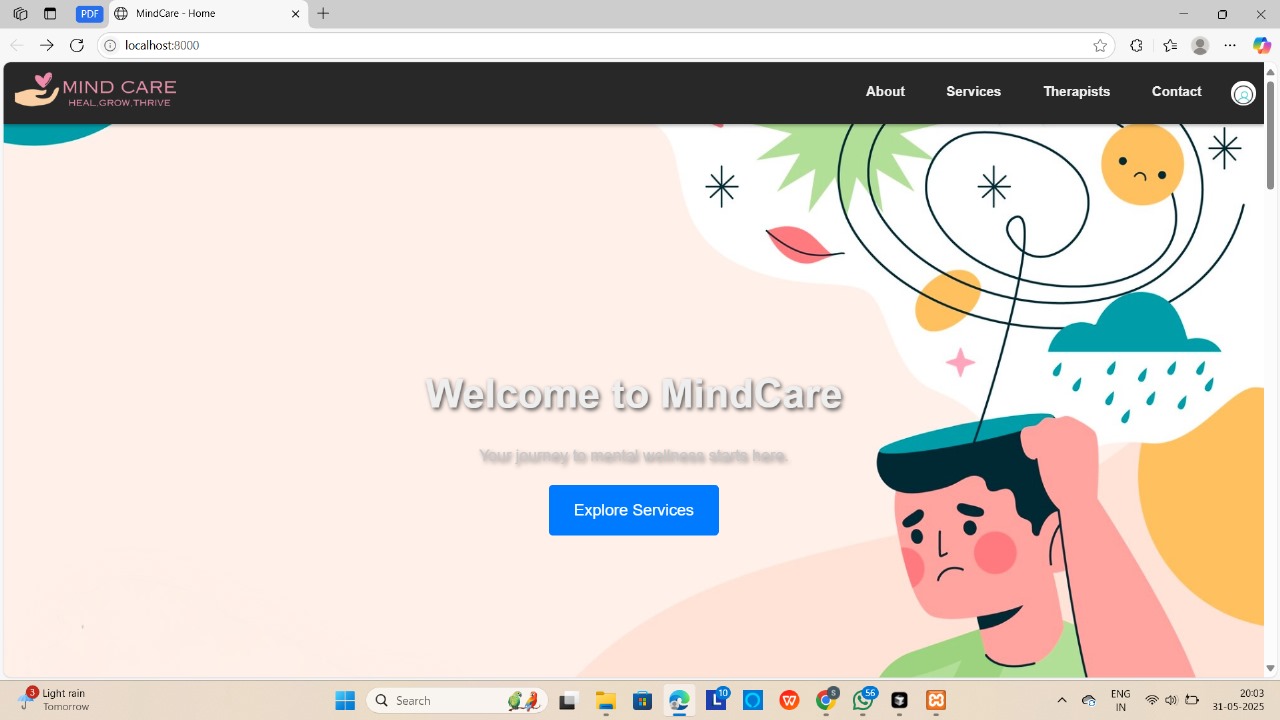 PDF
MindCare - Home
localhost:8000
MIND CARE
HEAL.GROW.THRIVE
About
Services
Therapists
Contact
Welcome to MindCare
Your journey to mental wellness starts here.
Explore Services
3
Light rain
Tomorrow
Search
L
10
W
S
56
ENG
IN
20:03
31-05-2025